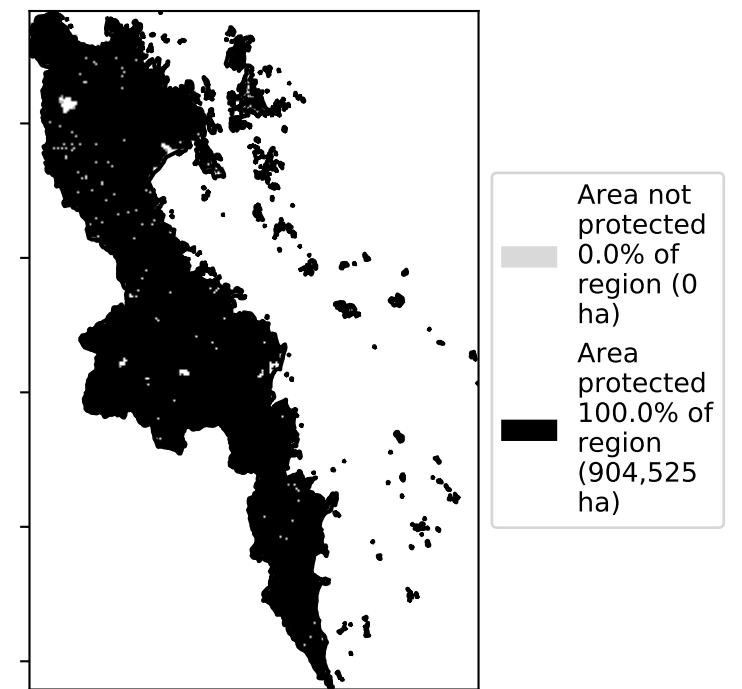 Area not
protected
0.0% of
region (0
ha)
Area
protected
100.0% of
region
(904,525
ha)